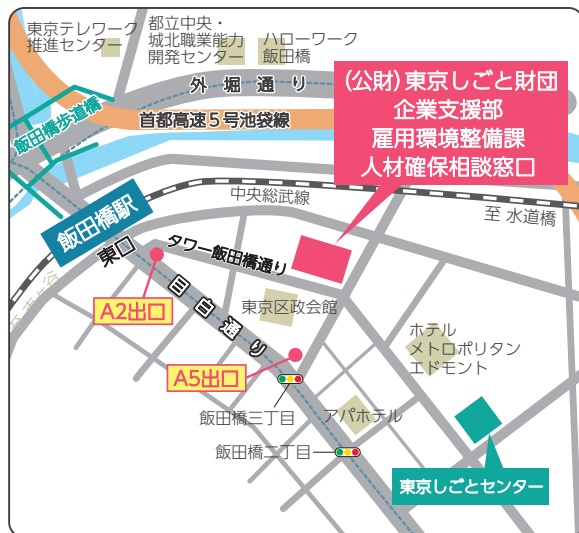 東京テレワーク
推進センター
都立中央・
城北職業能力
開発センター
ハローワーク
飯田橋
外堀通り
(公財)東京しごと財団
企業支援部
雇用環境整備課
人材確保相談窓口
飯田橋歩道橋
首都高速5号池袋線
中央総武線
至 水道橋
飯田橋駅
東口
タワー飯田橋通り
A2出口
目白通り
東京区政会館
A5出口
ホテル
メトロポリタン
エドモント
飯田橋三丁目
アパホテル
飯田橋二丁目
東京しごとセンター